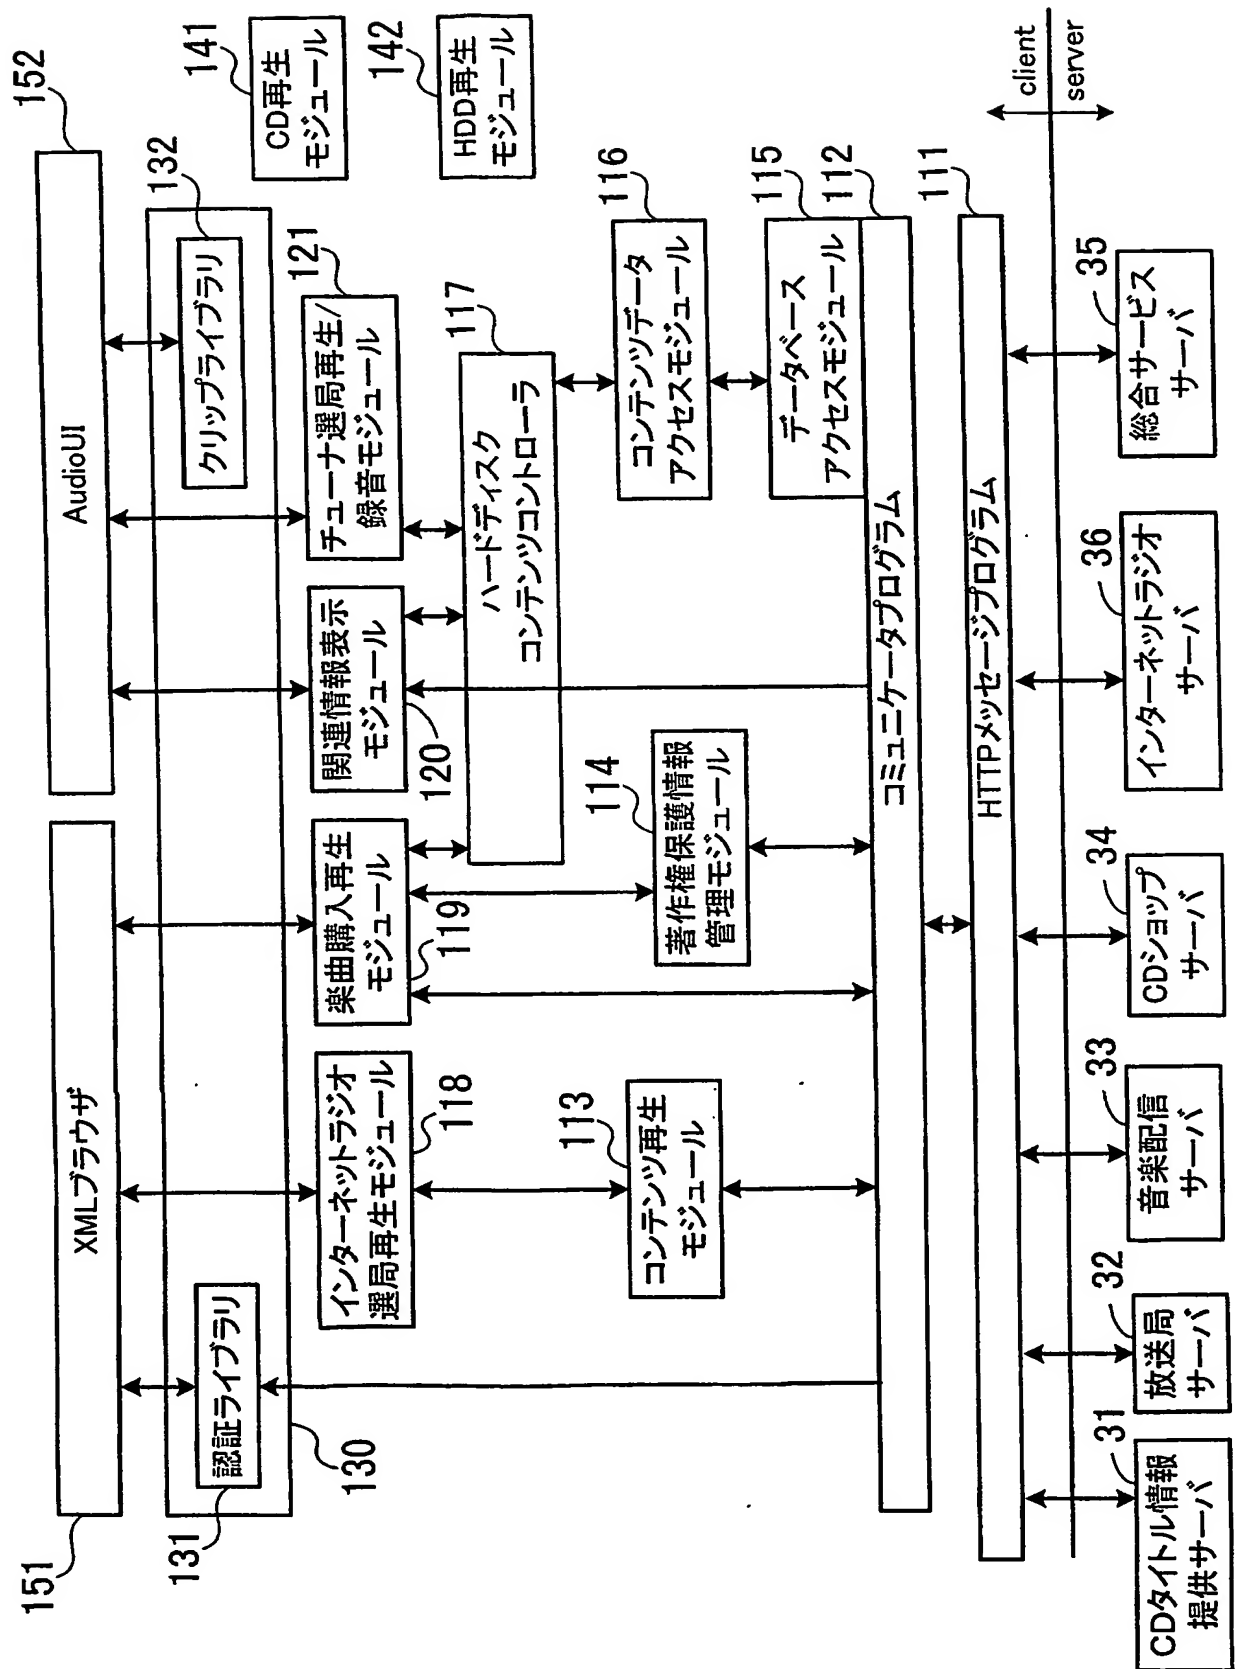 151
XMLブラウザ
AudioUI
152
131
認証ライブラリ
130
クリップライブラリ
132
CD再生
モジュール
141
HDD再生
モジュール
142
インターネットラジオ
選局再生モジュール
118
楽曲購入再生
モジュール
119
関連情報表示
モジュール
120
チューナ選局再生/
録音モジュール
121
ハードディスク
コンテンツコントローラ
117
コンテンツ再生
モジュール
113
著作権保護情報
管理モジュール
114
コンテンツデータ
アクセスモジュール
116
データベース
アクセスモジュール
115
コミュニケータプログラム
112
HTTPメッセージプログラム
111
client
server
CDタイトル情報
提供サーバ
31
放送局
サーバ
32
音楽配信
サーバ
33
CDショップ
サーバ
34
インターネットラジオ
サーバ
36
総合サービス
サーバ
35